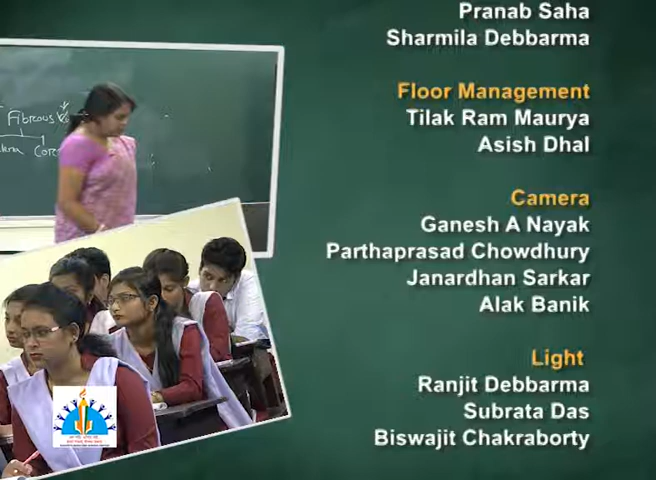 Pranab Saha
Sharmila Debbarma
Floor Management
Tilak Ram Maurya
Asish Dhal
Camera
Ganesh A Nayak
Parthaprasad Chowdhury
Janardhan Sarkar
Alak Banik
Light
Ranjit Debbarma
Subrata Das
Biswajit Chakraborty
Fibreous